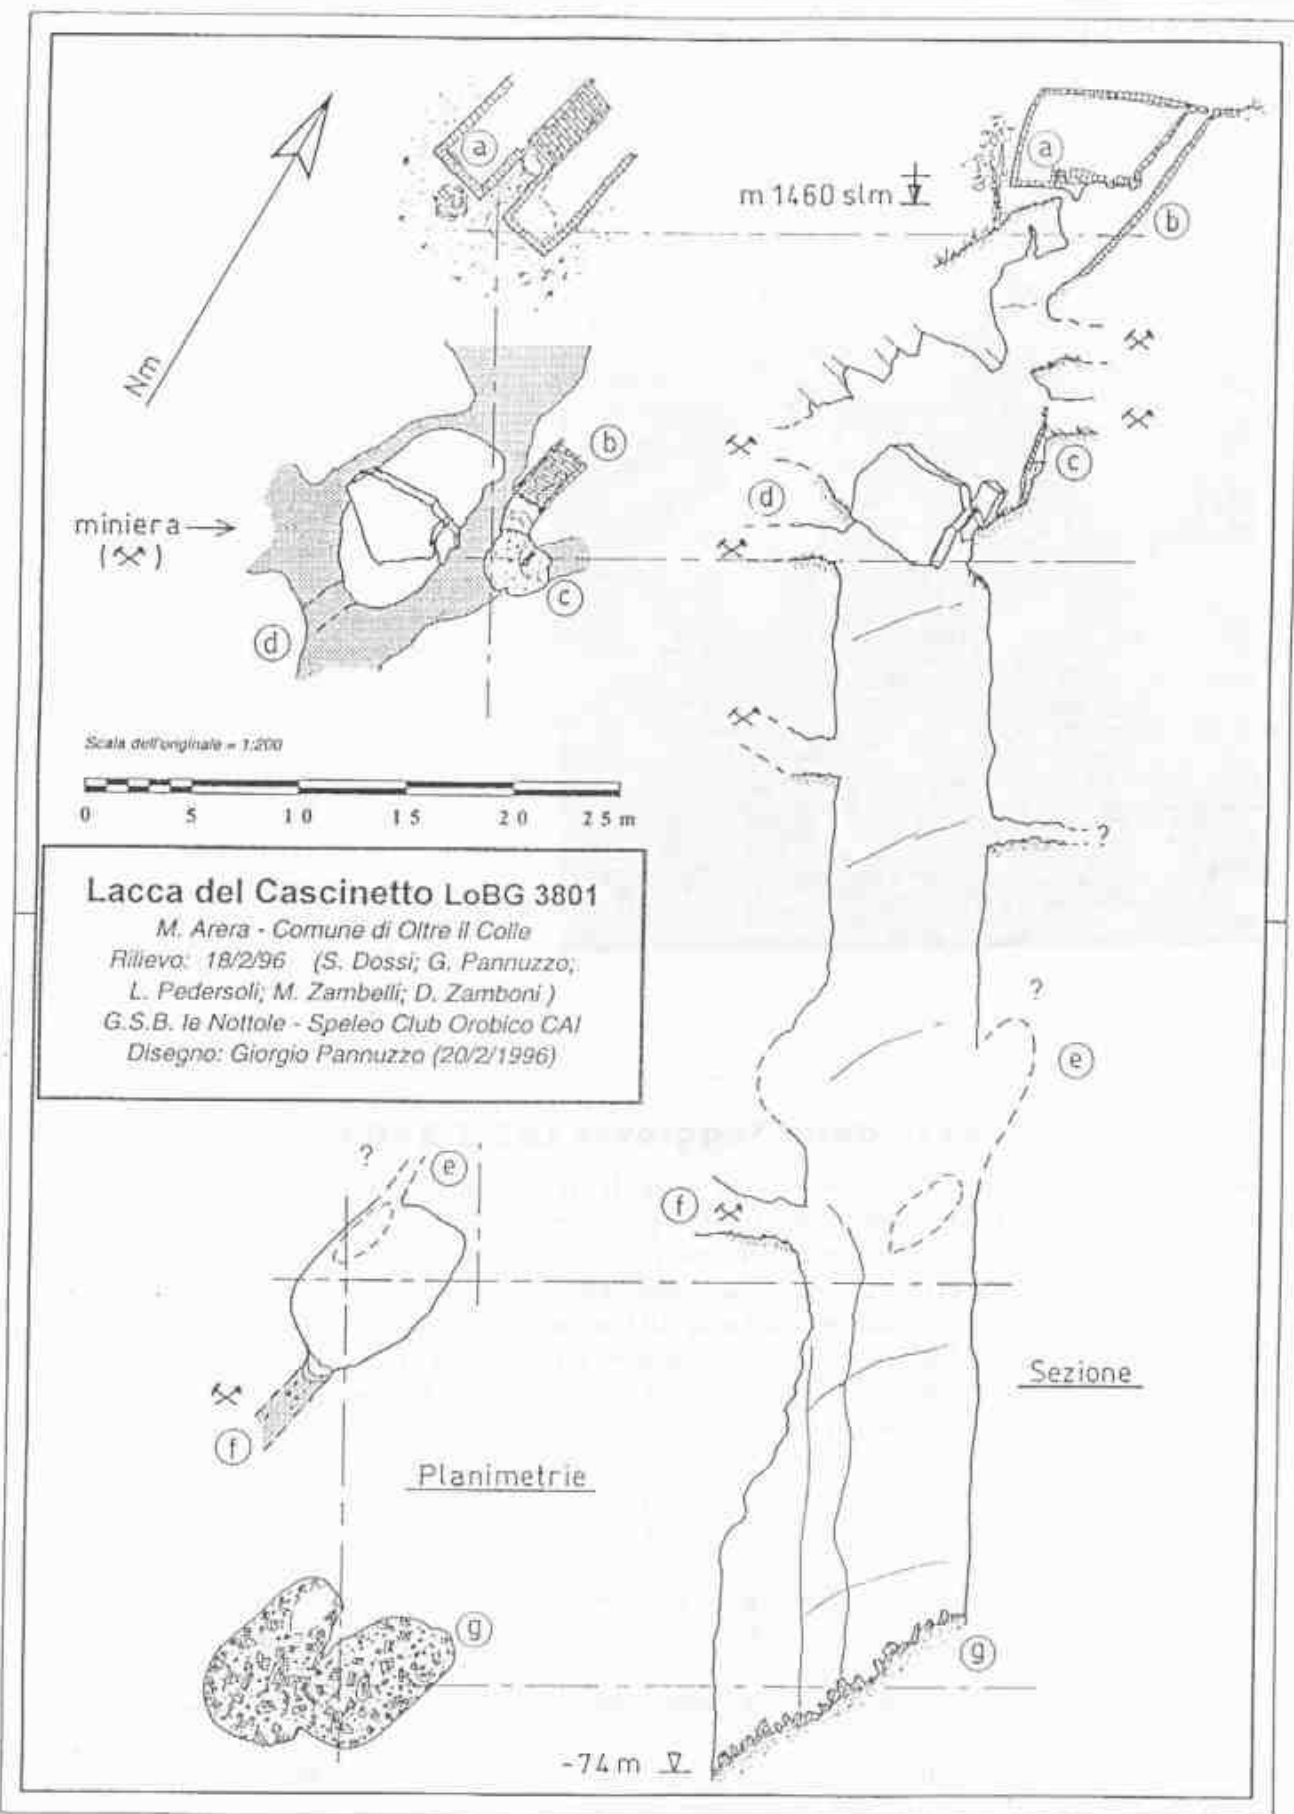 a
a
m 1460 slm
b
Nm
b
c
miniera
(⚒)
d
c
d
Scala dell'originale = 1:200
0 5 10 15 20 25 m
?
Lacca del Cascinetto LoBG 3801
M. Arera - Comune di Oltre il Colle
Rilievo: 18/2/96 (S. Dossi; G. Pannuzzo;
L. Pedersoli; M. Zambelli; D. Zamboni )
G.S.B. le Nottole - Speleo Club Orobico CAI
Disegno: Giorgio Pannuzzo (20/2/1996)
?
e
?
e
f
f
Sezione
Planimetrie
g
g
-74 m